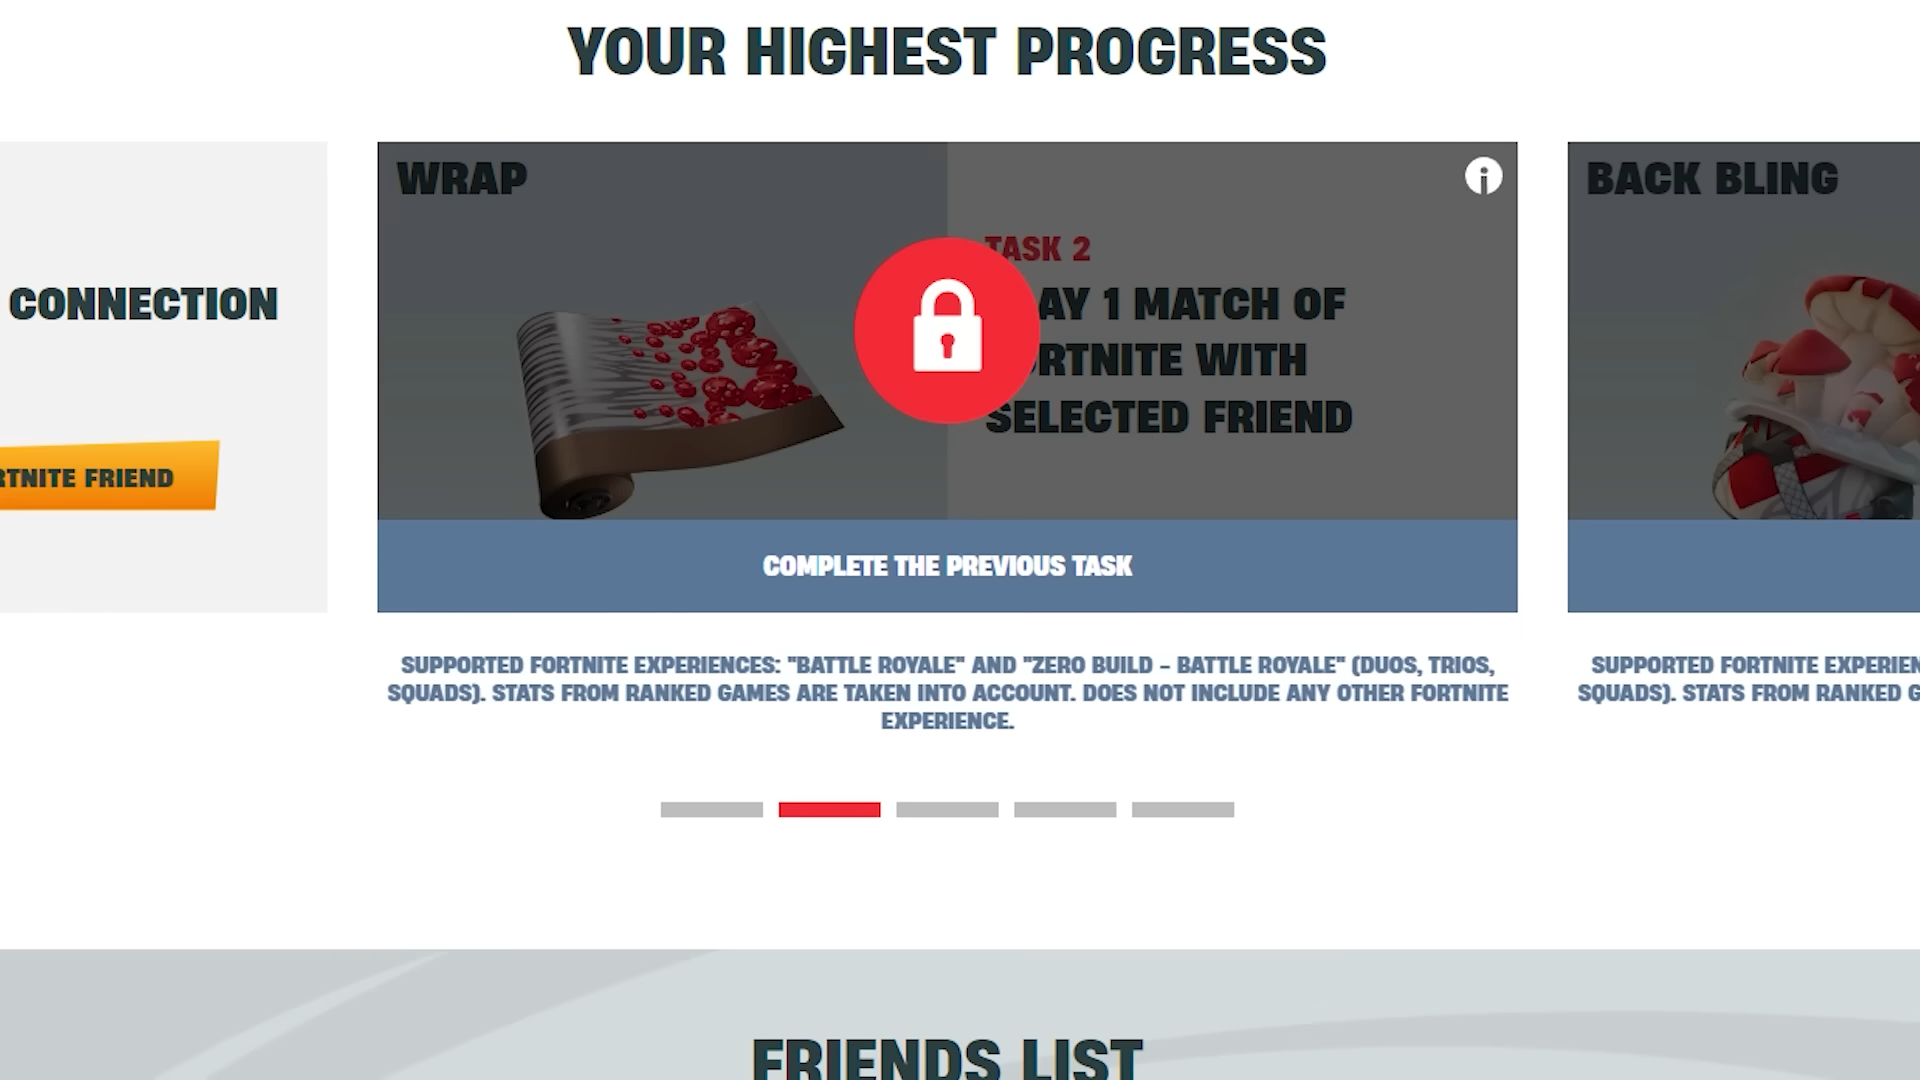 YOUR HIGHEST PROGRESS
CONNECTION
RTNITE FRIEND
WRAP
TASK 2
AY 1 MATCH OF
RTNITE WITH
SELECTED FRIEND
COMPLETE THE PREVIOUS TASK
SUPPORTED FORTNITE EXPERIENCES: "BATTLE ROYALE" AND "ZERO BUILD – BATTLE ROYALE" (DUOS, TRIOS,
SQUADS). STATS FROM RANKED GAMES ARE TAKEN INTO ACCOUNT. DOES NOT INCLUDE ANY OTHER FORTNITE
EXPERIENCE.
BACK BLING
SUPPORTED FORTNITE EXPERIEN
SQUADS). STATS FROM RANKED G
FRIENDS LIST